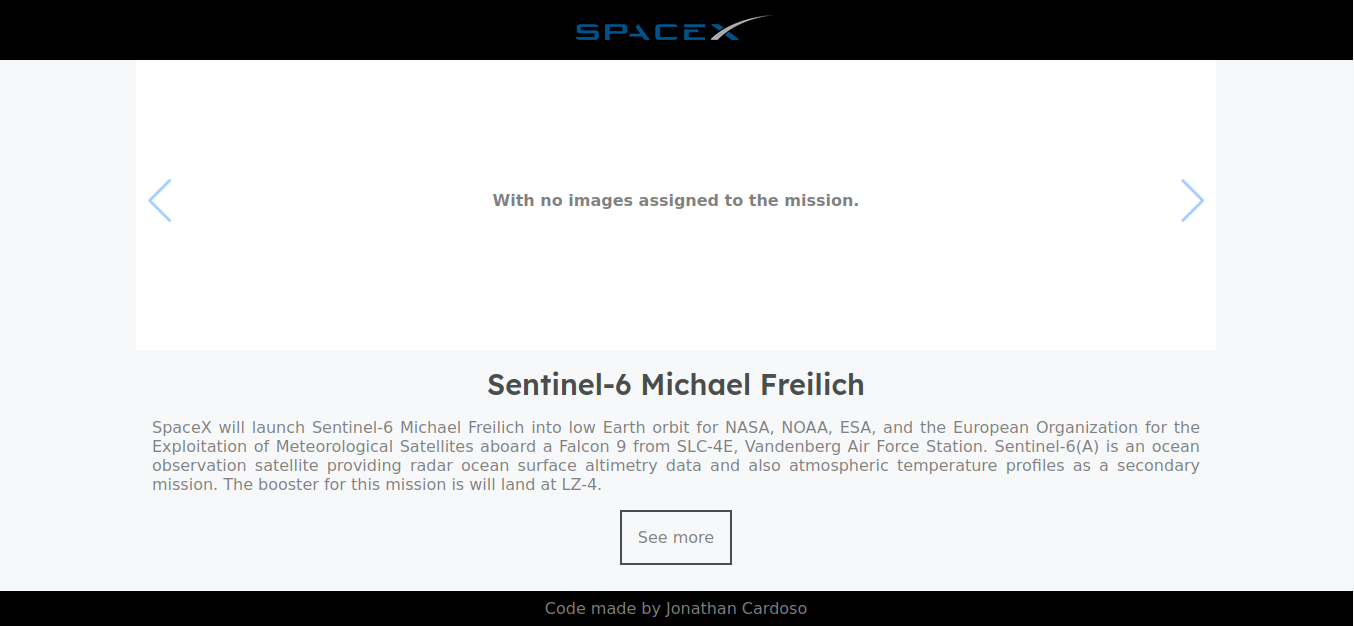 SPACEX
With no images assigned to the mission.
Sentinel-6 Michael Freilich
SpaceX will launch Sentinel-6 Michael Freilich into low Earth orbit for NASA, NOAA, ESA, and the European Organization for the
Exploitation of Meteorological Satellites aboard a Falcon 9 from SLC-4E, Vandenberg Air Force Station. Sentinel-6(A) is an ocean
observation satellite providing radar ocean surface altimetry data and also atmospheric temperature profiles as a secondary
mission. The booster for this mission is will land at LZ-4.
See more
Code made by Jonathan Cardoso